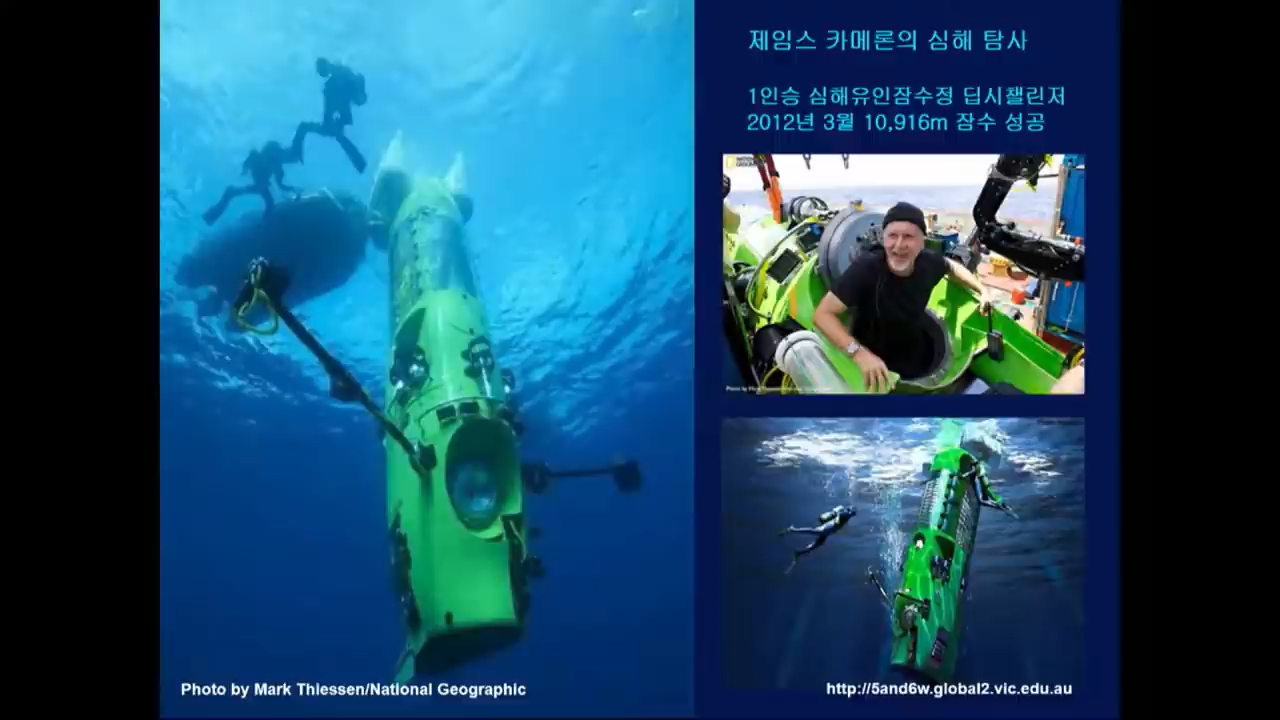 제임스 카메론의 심해 탐사
1인승 심해유인잠수정 딥시챌린저
2012년 3월 10,916m 잠수 성공
Photo by Mark Thiessen/National Geographic
http://5and6w.global2.vic.edu.au